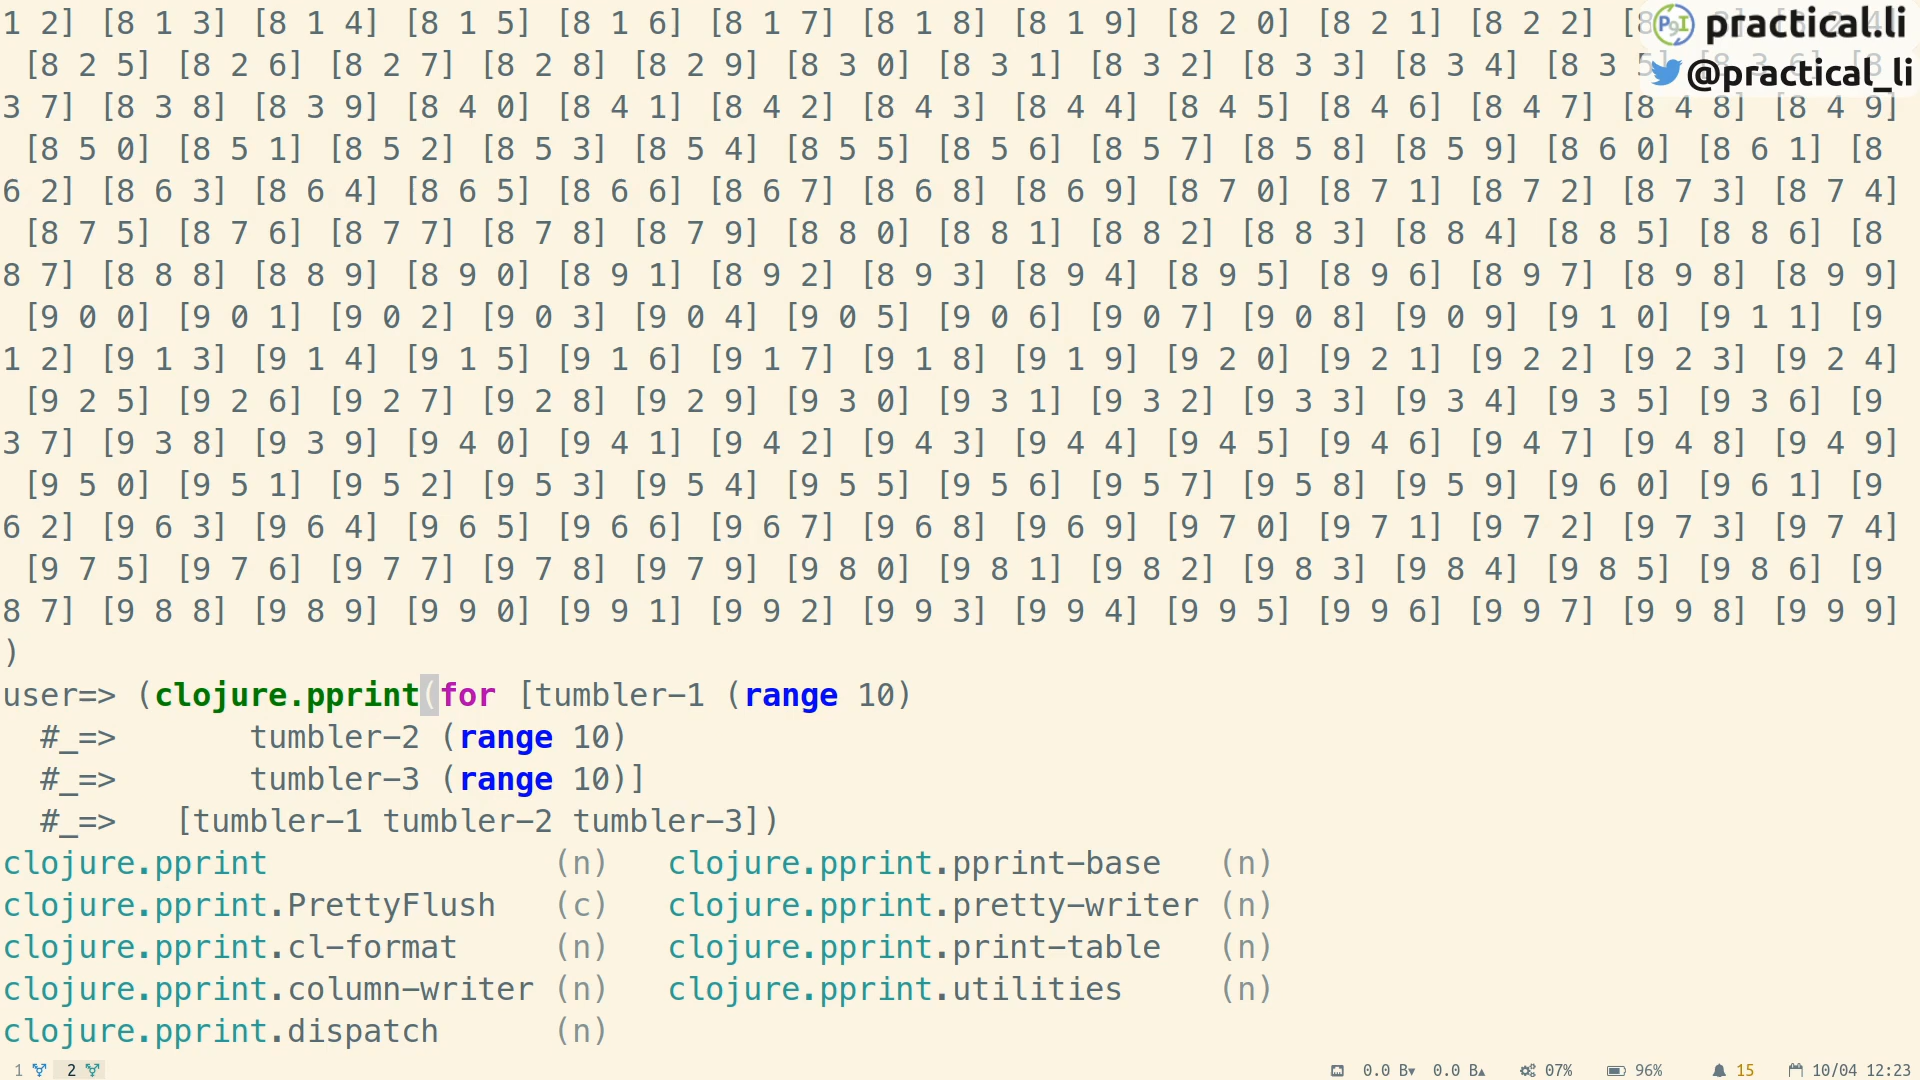 1 2] [8 1 3] [8 1 4] [8 1 5] [8 1 6] [8 1 7] [8 1 8] [8 1 9] [8 2 0] [8 2 1] [8 2 2] practical.li
[8 2 5] [8 2 6] [8 2 7] [8 2 8] [8 2 9] [8 3 0] [8 3 1] [8 3 2] [8 3 3] [8 3 4] [8 3 5] @practical_li
3 7] [8 3 8] [8 3 9] [8 4 0] [8 4 1] [8 4 2] [8 4 3] [8 4 4] [8 4 5] [8 4 6] [8 4 7] [8 4 8] [8 4 9]
[8 5 0] [8 5 1] [8 5 2] [8 5 3] [8 5 4] [8 5 5] [8 5 6] [8 5 7] [8 5 8] [8 5 9] [8 6 0] [8 6 1] [8
6 2] [8 6 3] [8 6 4] [8 6 5] [8 6 6] [8 6 7] [8 6 8] [8 6 9] [8 7 0] [8 7 1] [8 7 2] [8 7 3] [8 7 4]
[8 7 5] [8 7 6] [8 7 7] [8 7 8] [8 7 9] [8 8 0] [8 8 1] [8 8 2] [8 8 3] [8 8 4] [8 8 5] [8 8 6] [8
8 7] [8 8 8] [8 8 9] [8 9 0] [8 9 1] [8 9 2] [8 9 3] [8 9 4] [8 9 5] [8 9 6] [8 9 7] [8 9 8] [8 9 9]
[9 0 0] [9 0 1] [9 0 2] [9 0 3] [9 0 4] [9 0 5] [9 0 6] [9 0 7] [9 0 8] [9 0 9] [9 1 0] [9 1 1] [9
1 2] [9 1 3] [9 1 4] [9 1 5] [9 1 6] [9 1 7] [9 1 8] [9 1 9] [9 2 0] [9 2 1] [9 2 2] [9 2 3] [9 2 4]
[9 2 5] [9 2 6] [9 2 7] [9 2 8] [9 2 9] [9 3 0] [9 3 1] [9 3 2] [9 3 3] [9 3 4] [9 3 5] [9 3 6] [9
3 7] [9 3 8] [9 3 9] [9 4 0] [9 4 1] [9 4 2] [9 4 3] [9 4 4] [9 4 5] [9 4 6] [9 4 7] [9 4 8] [9 4 9]
[9 5 0] [9 5 1] [9 5 2] [9 5 3] [9 5 4] [9 5 5] [9 5 6] [9 5 7] [9 5 8] [9 5 9] [9 6 0] [9 6 1] [9
6 2] [9 6 3] [9 6 4] [9 6 5] [9 6 6] [9 6 7] [9 6 8] [9 6 9] [9 7 0] [9 7 1] [9 7 2] [9 7 3] [9 7 4]
[9 7 5] [9 7 6] [9 7 7] [9 7 8] [9 7 9] [9 8 0] [9 8 1] [9 8 2] [9 8 3] [9 8 4] [9 8 5] [9 8 6] [9
8 7] [9 8 8] [9 8 9] [9 9 0] [9 9 1] [9 9 2] [9 9 3] [9 9 4] [9 9 5] [9 9 6] [9 9 7] [9 9 8] [9 9 9]
)
user=> (clojure.pprint(for [tumbler-1 (range 10)
#_=> tumbler-2 (range 10)
#_=> tumbler-3 (range 10)]
#_=> [tumbler-1 tumbler-2 tumbler-3])
clojure.pprint (n) clojure.pprint.pprint-base (n)
clojure.pprint.PrettyFlush (c) clojure.pprint.pretty-writer (n)
clojure.pprint.cl-format (n) clojure.pprint.print-table (n)
clojure.pprint.column-writer (n) clojure.pprint.utilities (n)
clojure.pprint.dispatch (n)
1 2 0.0 B▾ 0.0 B▴ 07% 96% 15 10/04 12:23